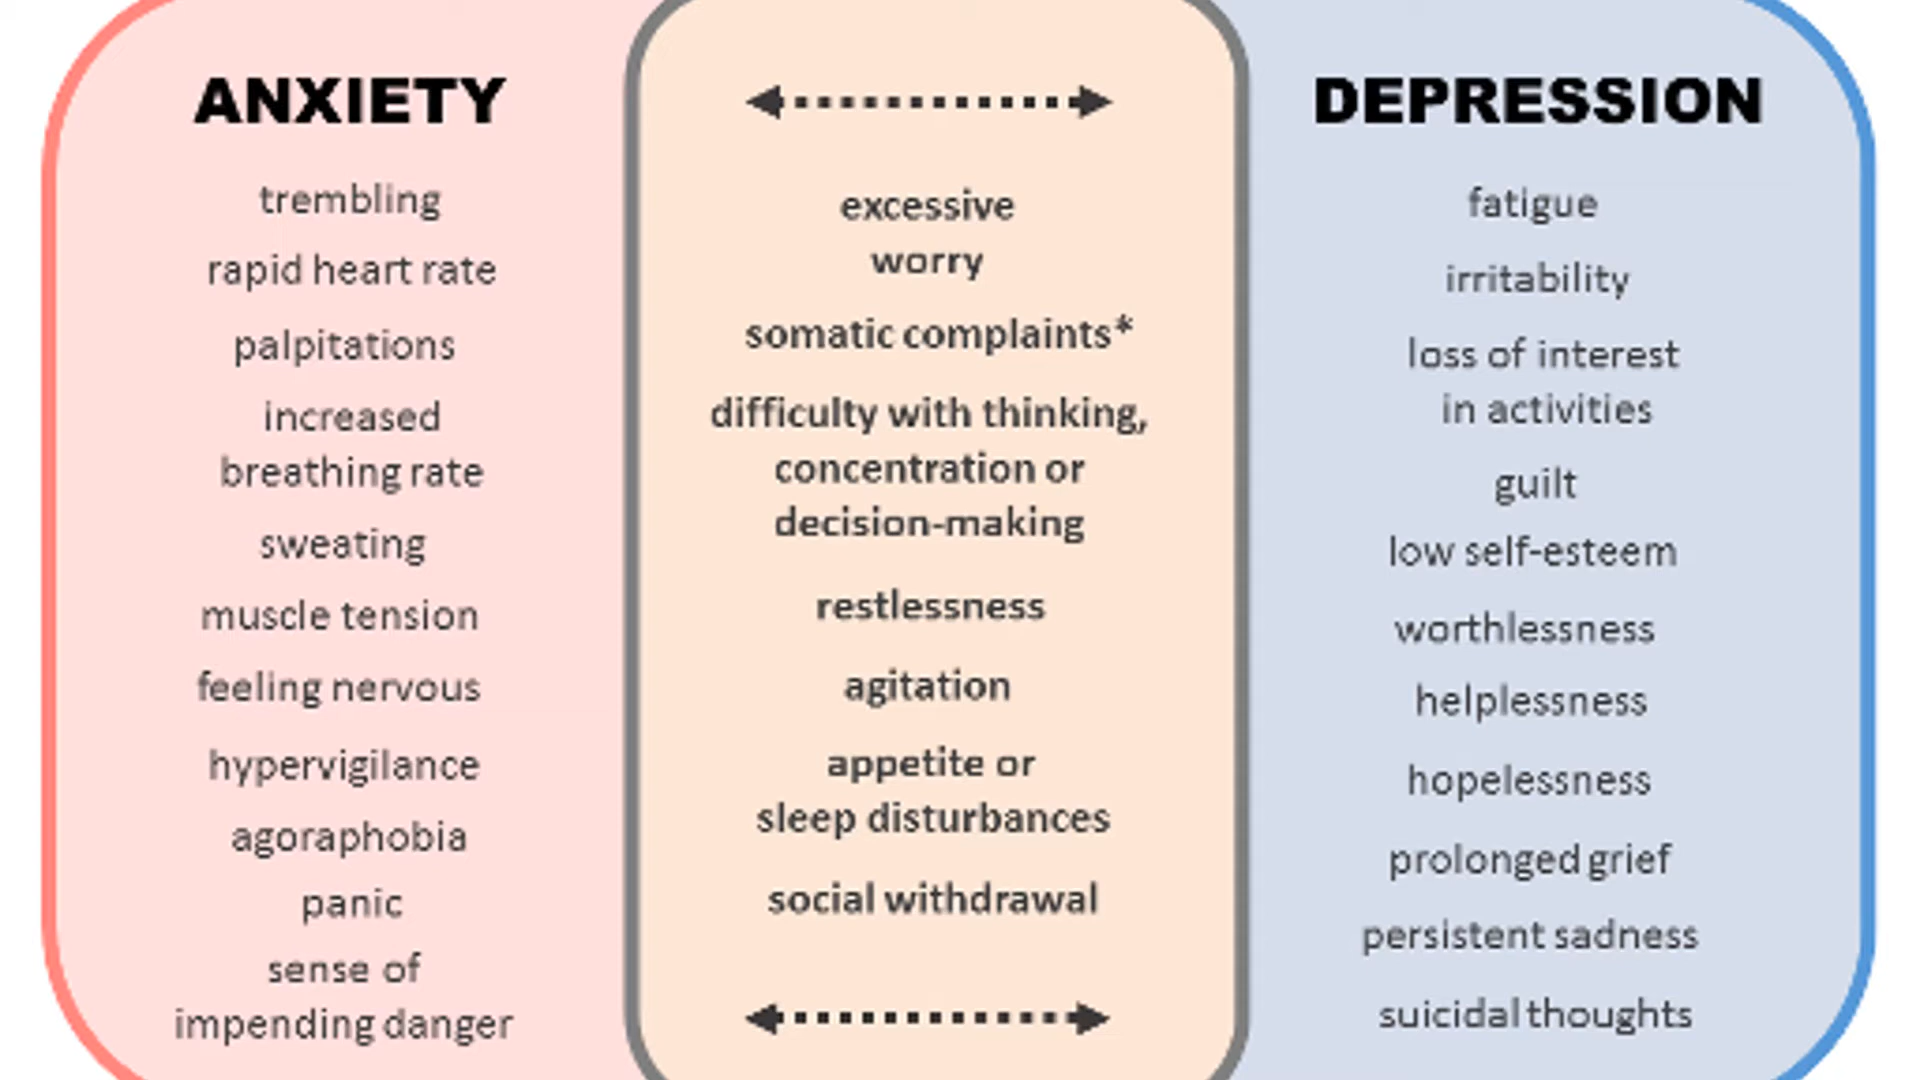 ANXIETY
trembling
rapid heart rate
palpitations
increased
breathing rate
sweating
muscle tension
feeling nervous
hypervigilance
agoraphobia
panic
sense of
impending danger
excessive
worry
somatic complaints*
difficulty with thinking,
concentration or
decision-making
restlessness
agitation
appetite or
sleep disturbances
social withdrawal
DEPRESSION
fatigue
irritability
loss of interest
in activities
guilt
low self-esteem
worthlessness
helplessness
hopelessness
prolonged grief
persistent sadness
suicidal thoughts